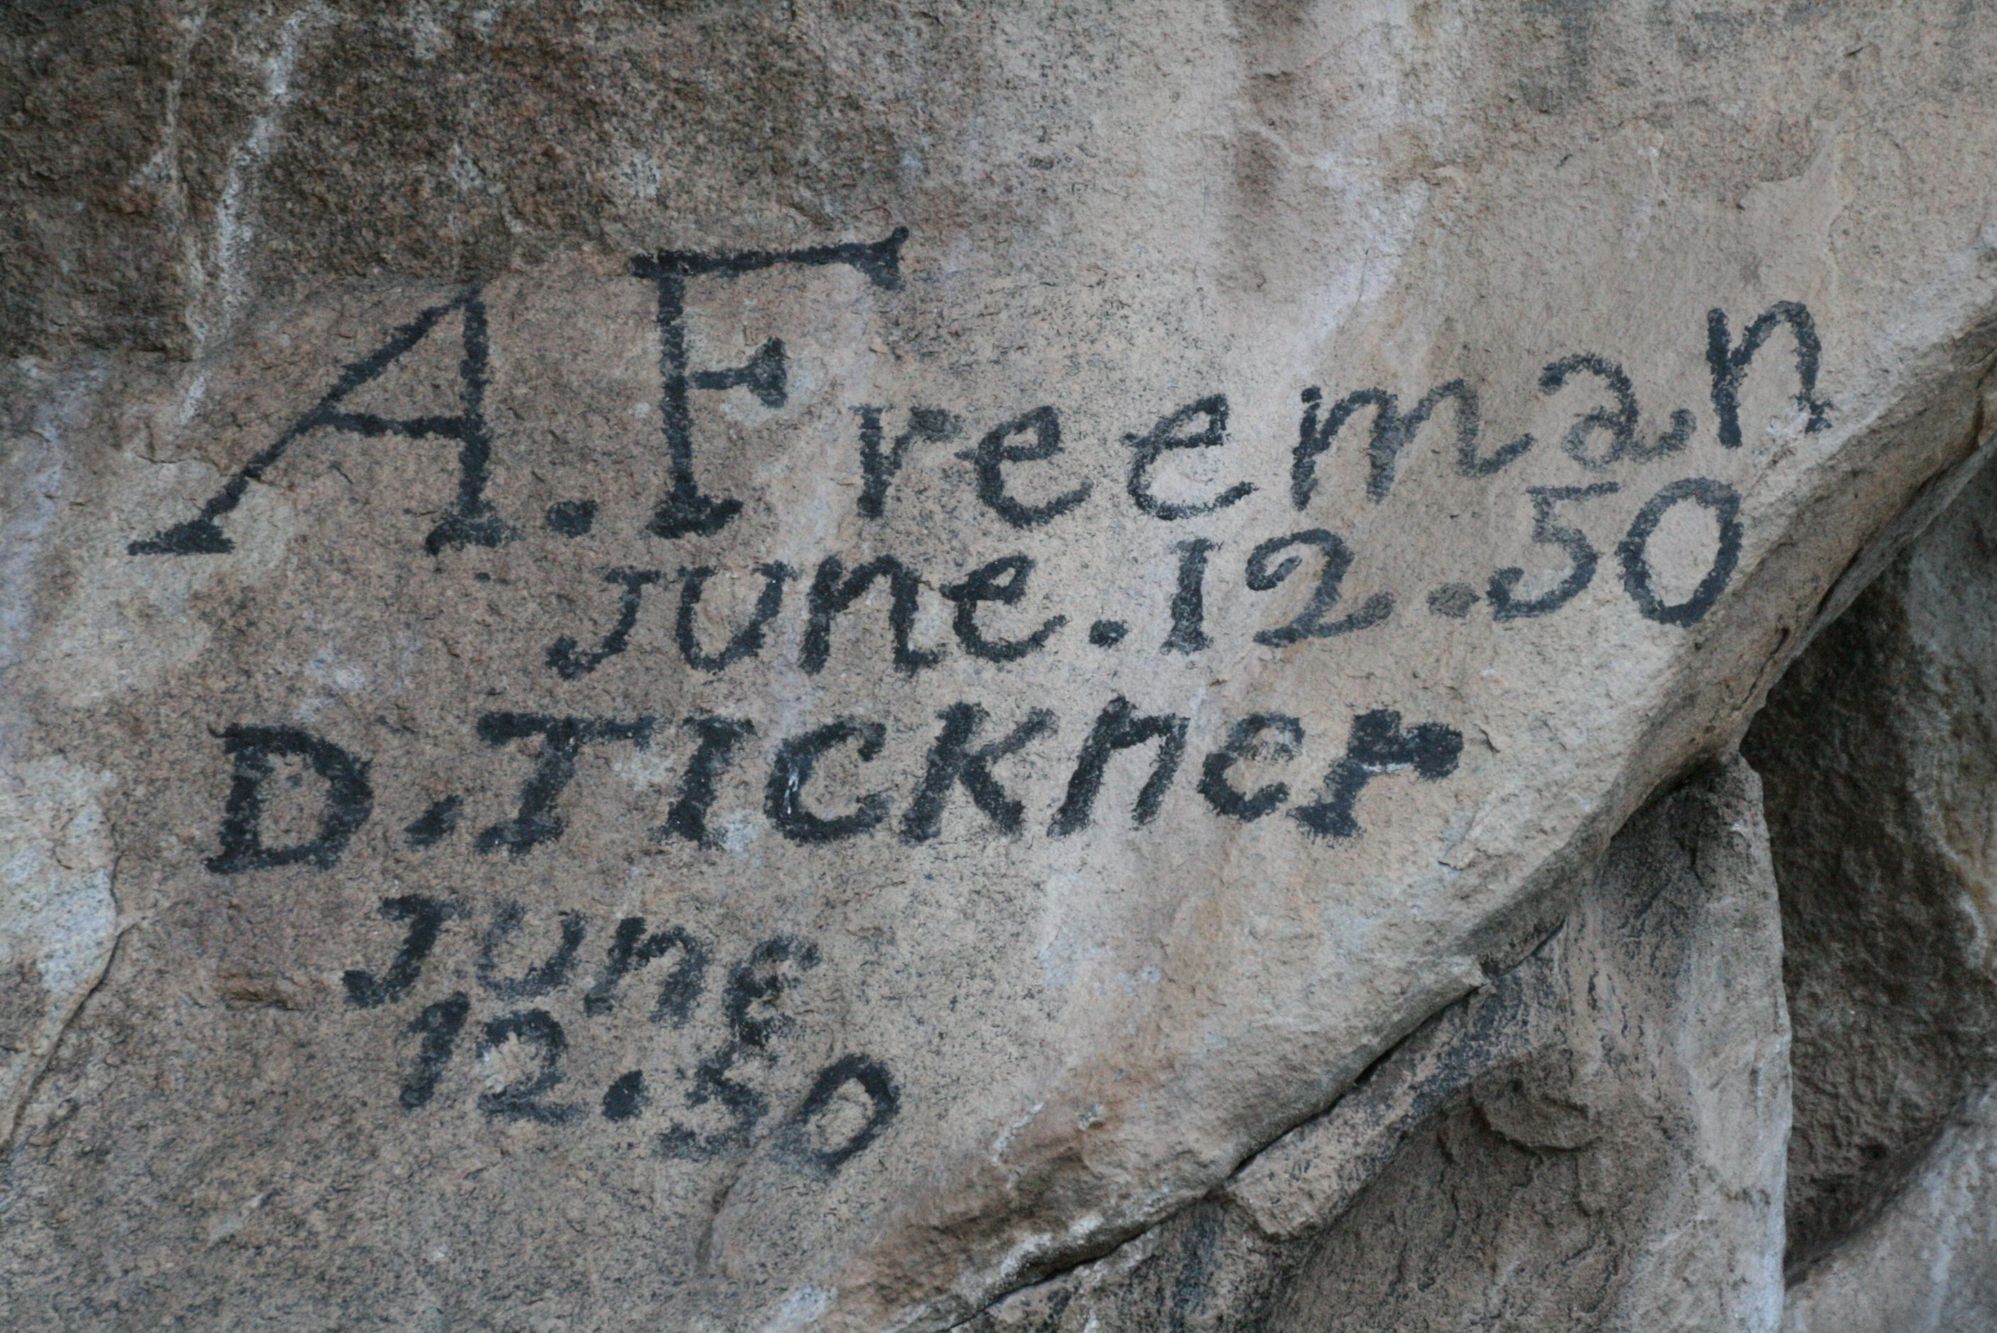 A. Freeman
June. 12. 50
D. Tickner
June
12. 50